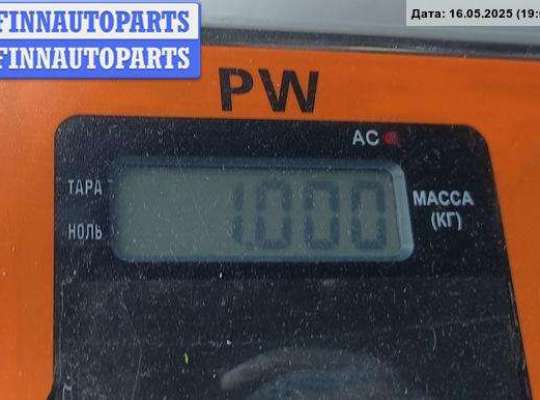 FINNAUTOPARTS
FINNAUTOPARTS
Дата: 16.05.2025 (19:
PW
AC
ТАРА
НОЛЬ
1.000
МАССА
(КГ)